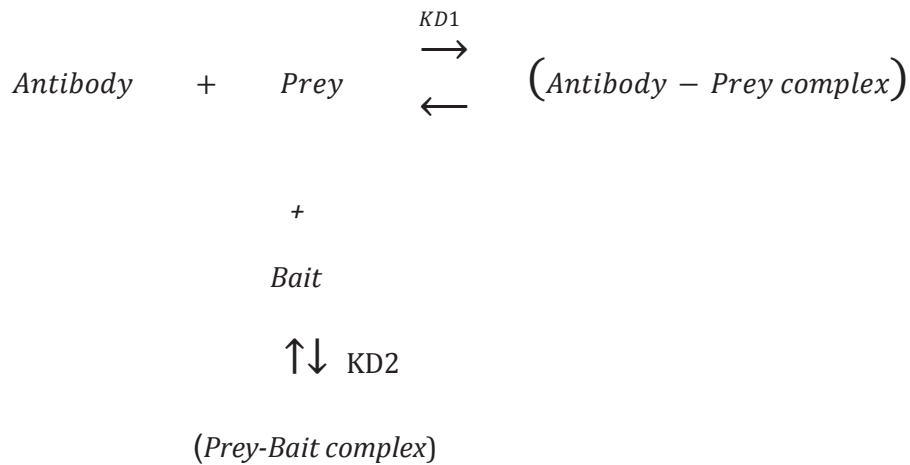 KD1
→
Antibody + Prey (Antibody − Prey complex)
←
+
Bait
↑↓ KD2
(Prey-Bait complex)